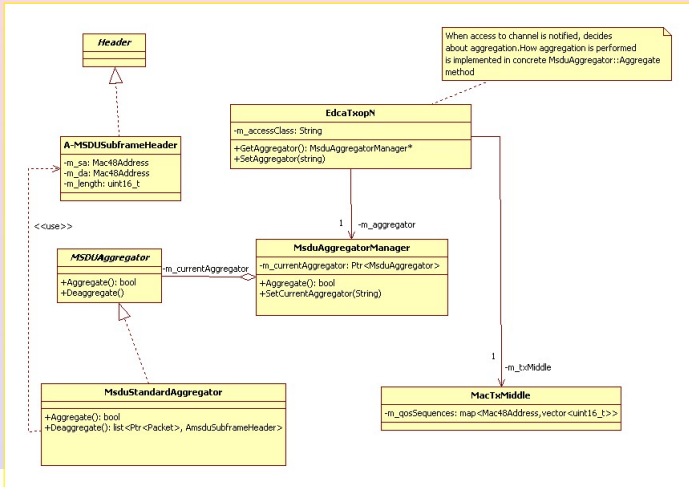 Header
When access to channel is notified, decides
about aggregation.How aggregation is performed
is implemented in concrete MsduAggregator::Aggregate
method
EdcaTxopN
-m_accessClass: String
+GetAggregator(): MsduAggregatorManager*
+SetAggregator(string)
A-MSDUSubframeHeader
-m_sa: Mac48Address
-m_da: Mac48Address
-m_length: uint16_t
<<use>>
1
-m_aggregator
MSDUAggregator
+Aggregate(): bool
+Deaggregate()
-m_currentAggregator
MsduAggregatorManager
-m_currentAggregator: Ptr<MsduAggregator>
+Aggregate(): bool
+SetCurrentAggregator(String)
1
-m_txMiddle
MsduStandardAggregator
+Aggregate(): bool
+Deaggregate(): list<Ptr<Packet>, AmsduSubframeHeader>
MacTxMiddle
-m_qosSequences: map<Mac48Address,vector<uint16_t>>